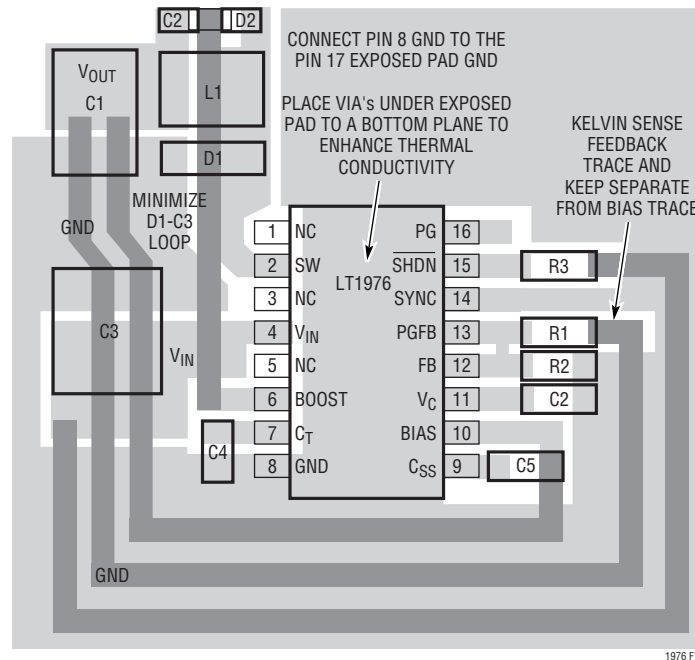 C2
D2
CONNECT PIN 8 GND TO THE
PIN 17 EXPOSED PAD GND
VOUT
C1
L1
PLACE VIA's UNDER EXPOSED
PAD TO A BOTTOM PLANE TO
ENHANCE THERMAL
CONDUCTIVITY
KELVIN SENSE
FEEDBACK
TRACE AND
KEEP SEPARATE
FROM BIAS TRACE
D1
MINIMIZE
D1-C3
LOOP
GND
C3
VIN
LT1976
1 NC
2 SW
3 NC
4 VIN
5 NC
6 BOOST
7 CT
8 GND
PG 16
SHDN 15
SYNC 14
PGFB 13
FB 12
VC 11
BIAS 10
CSS 9
R3
R1
R2
C2
C4
C5
GND
1976 F